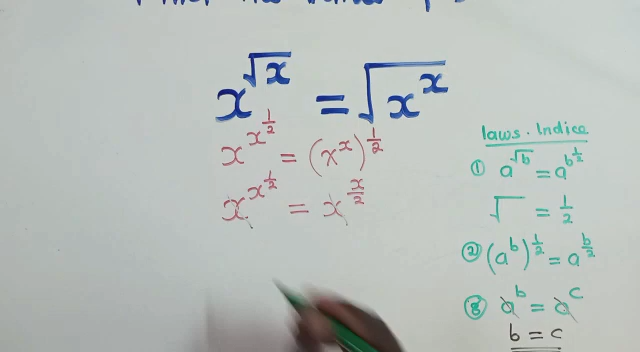 x^√x = √(x^x)
x^(x^(1/2)) = (x^x)^(1/2)
x^(x^(1/2)) = x^(x/2)
laws. Indice
① a^√b = a^(b^(1/2))
√ = 1/2
② (a^b)^(1/2) = a^(b/2)
③ a^b = a^c
b = c